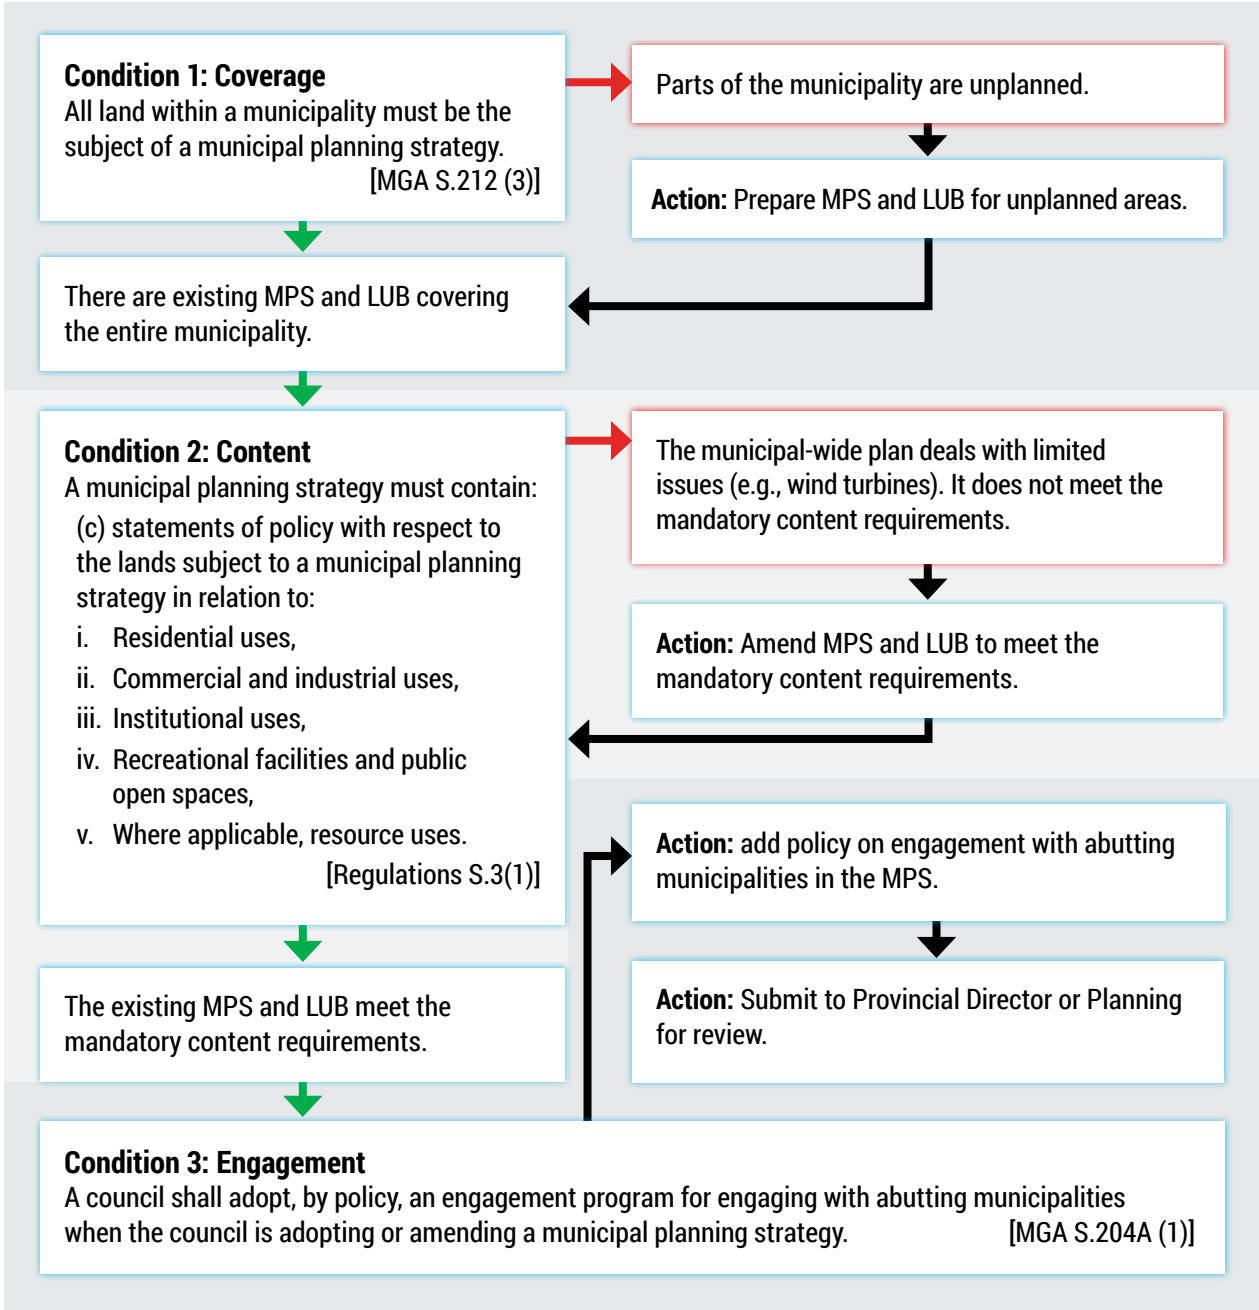 Condition 1: Coverage
All land within a municipality must be the
subject of a municipal planning strategy.
[MGA S.212 (3)]
Parts of the municipality are unplanned.
Action: Prepare MPS and LUB for unplanned areas.
There are existing MPS and LUB covering
the entire municipality.
Condition 2: Content
A municipal planning strategy must contain:
(c) statements of policy with respect to
the lands subject to a municipal planning
strategy in relation to:
i. Residential uses,
ii. Commercial and industrial uses,
iii. Institutional uses,
iv. Recreational facilities and public
open spaces,
v. Where applicable, resource uses.
[Regulations S.3(1)]
The municipal-wide plan deals with limited
issues (e.g., wind turbines). It does not meet the
mandatory content requirements.
Action: Amend MPS and LUB to meet the
mandatory content requirements.
The existing MPS and LUB meet the
mandatory content requirements.
Condition 3: Engagement
A council shall adopt, by policy, an engagement program for engaging with abutting municipalities
when the council is adopting or amending a municipal planning strategy. [MGA S.204A (1)]
Action: add policy on engagement with abutting
municipalities in the MPS.
Action: Submit to Provincial Director or Planning
for review.